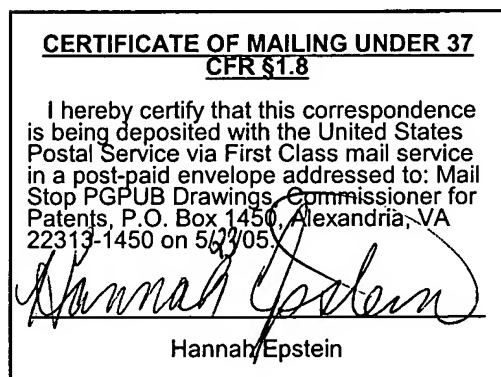 CERTIFICATE OF MAILING UNDER 37
CFR §1.8
I hereby certify that this correspondence
is being deposited with the United States
Postal Service via First Class mail service
in a post-paid envelope addressed to: Mail
Stop PGPUB Drawings, Commissioner for
Patents, P.O. Box 1450, Alexandria, VA
22313-1450 on 5/23/05.
Hannah Epstein
Hannah Epstein